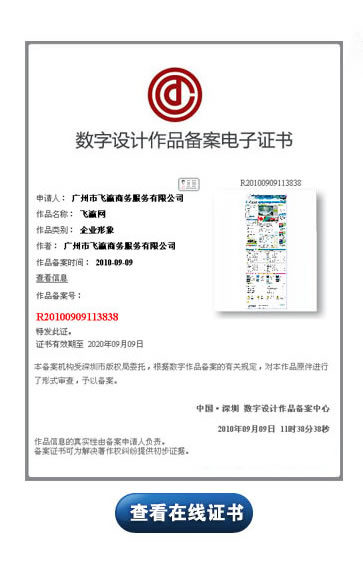 数字设计作品备案电子证书
R20100909113838
申请人： 广州市飞瀛商务服务有限公司
作品名称： 飞瀛网
作品类别： 企业形象
作者： 广州市飞瀛商务服务有限公司
作品备案时间： 2010-09-09
查看信息
作品备案号：
R20100909113838
特发此证。
证书有效期至 2020年09月09日
本备案机构受深圳市版权局委托，根据数字作品备案的有关规定，对本作品原件进行
了形式审查，予以备案。
中国·深圳 数字设计作品备案中心
2010年09月09日 11时38分38秒
作品信息的真实性由备案申请人负责。
备案证书可为解决著作权纠纷提供初步证据。
查看在线证书